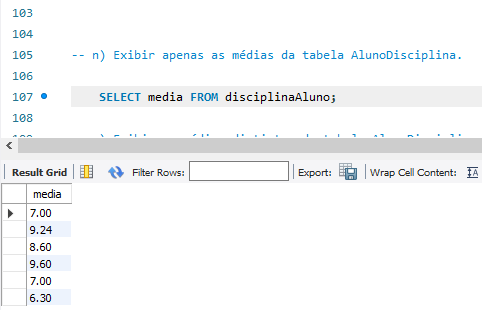 103
104
105 -- n) Exibir apenas as médias da tabela AlunoDisciplina.
106
107 SELECT media FROM disciplinaAluno;
108
Result Grid Filter Rows: Export: Wrap Cell Content:
media
7.00
9.24
8.60
9.60
7.00
6.30